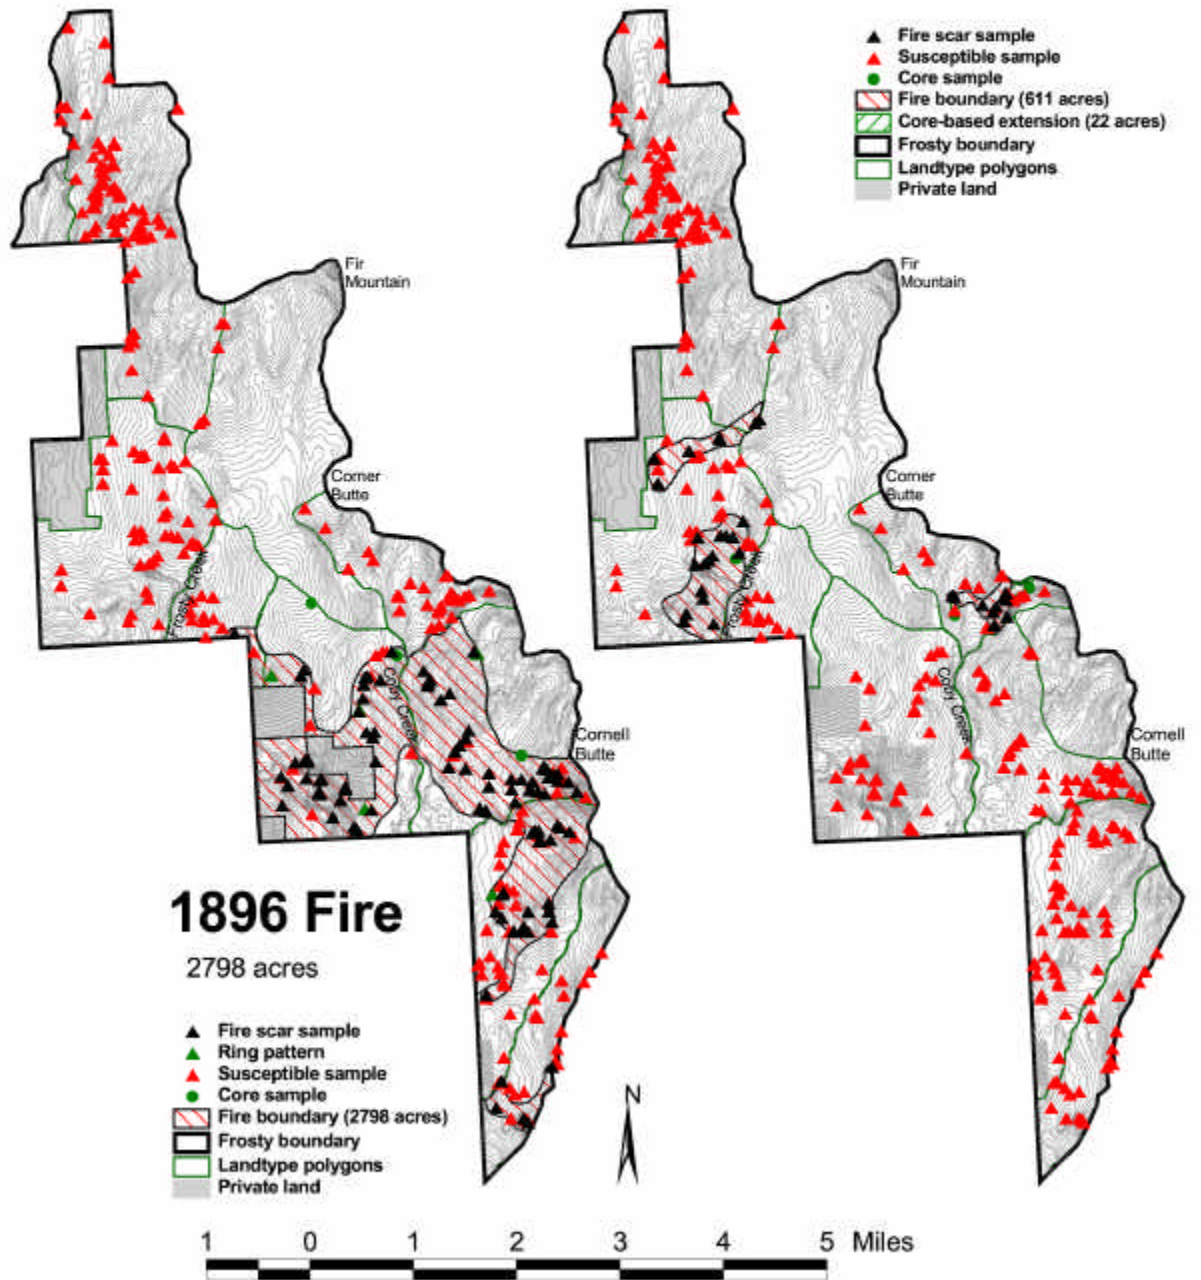 Fire scar sample
Susceptible sample
Core sample
Fire boundary (611 acres)
Core-based extension (22 acres)
Frosty boundary
Landtype polygons
Private land
Fir
Mountain
Fir
Mountain
Corner
Butte
Corner
Butte
Frosty Creek
Frosty Creek
Cody Creek
Cody Creek
Cornell
Butte
Cornell
Butte
1896 Fire
2798 acres
Fire scar sample
Ring pattern
Susceptible sample
Core sample
Fire boundary (2798 acres)
Frosty boundary
Landtype polygons
Private land
N
1 0 1 2 3 4 5 Miles